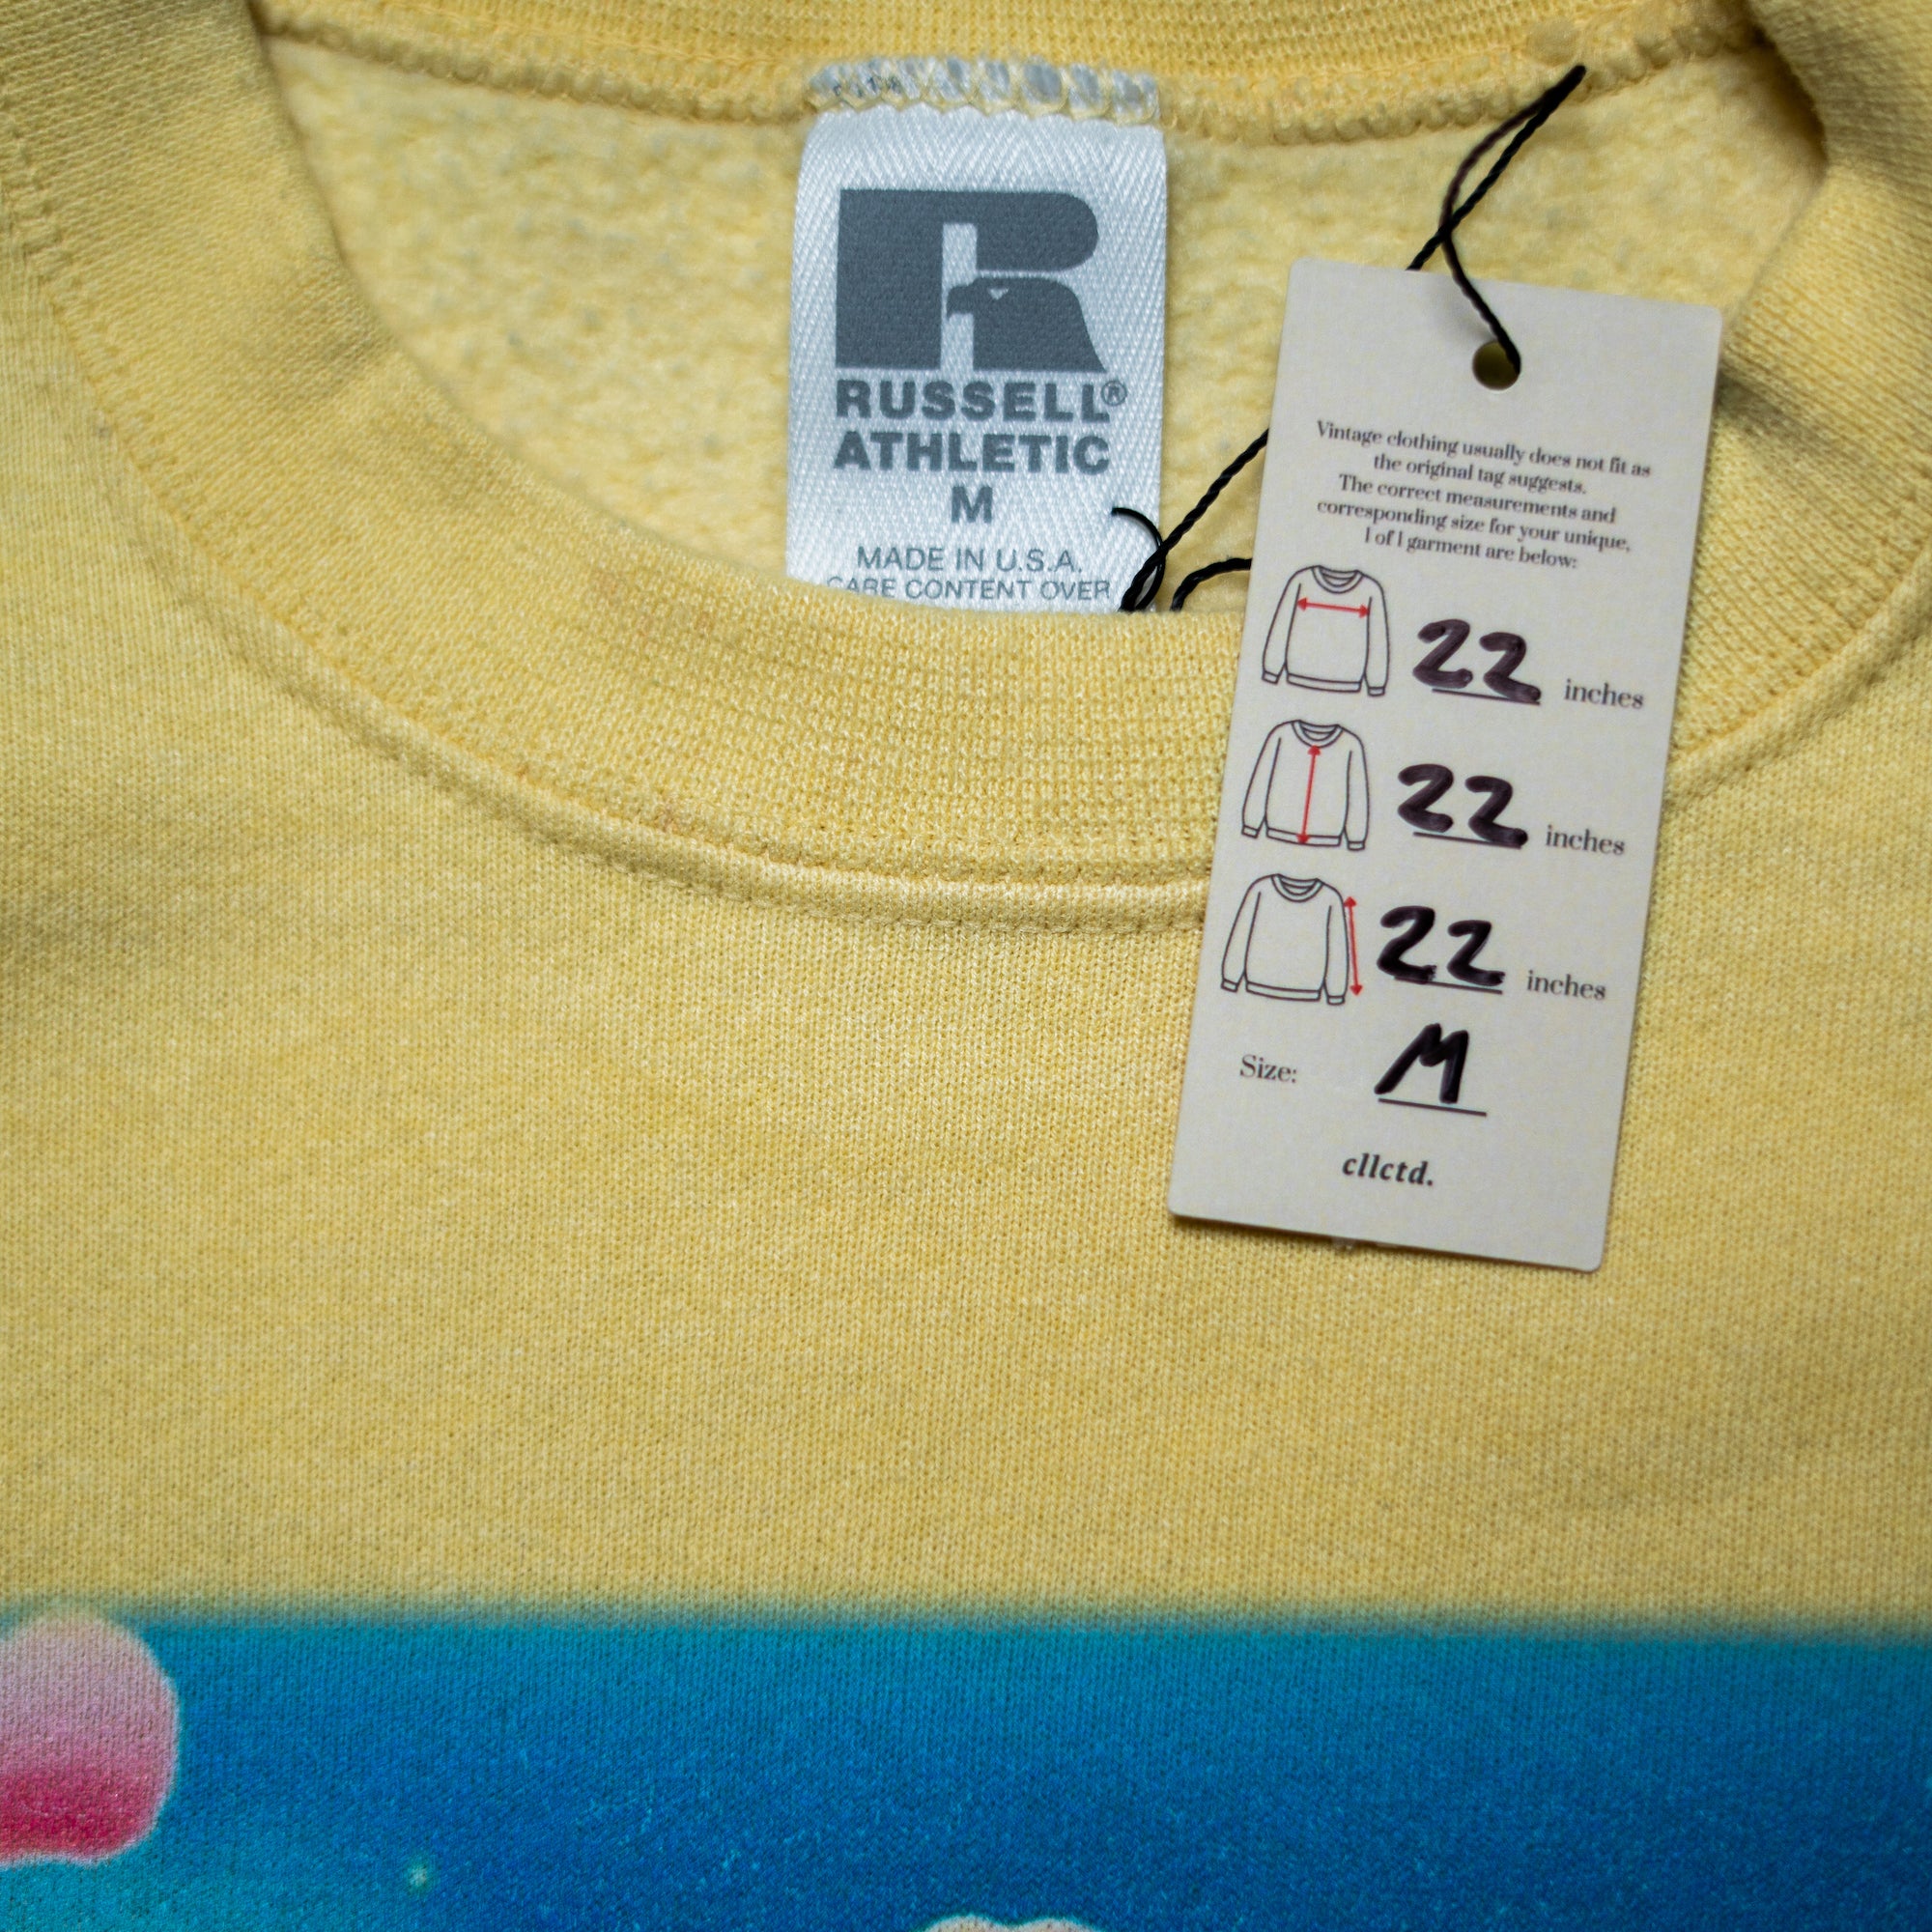 RUSSELL®
ATHLETIC
M
MADE IN U.S.A.
CARE CONTENT OVER
Vintage clothing usually does not fit as
the original tag suggests.
The correct measurements and
corresponding size for your unique,
1 of 1 garment are below:
22 inches
22 inches
22 inches
Size: M
cllctd.